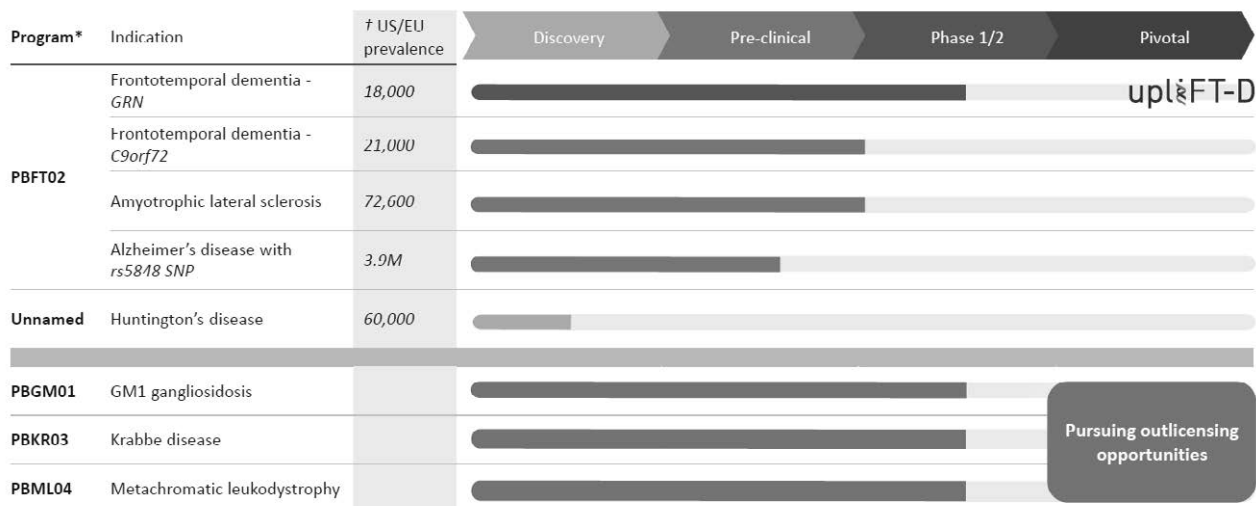 Program* Indication † US/EU prevalence Discovery Pre-clinical Phase 1/2 Pivotal
PBFT02
Frontotemporal dementia - GRN 18,000 upliFT-D
Frontotemporal dementia - C9orf72 21,000
Amyotrophic lateral sclerosis 72,600
Alzheimer's disease with rs5848 SNP 3.9M
Unnamed Huntington's disease 60,000
PBGM01 GM1 gangliosidosis
PBKR03 Krabbe disease
PBML04 Metachromatic leukodystrophy
Pursuing outlicensing
opportunities